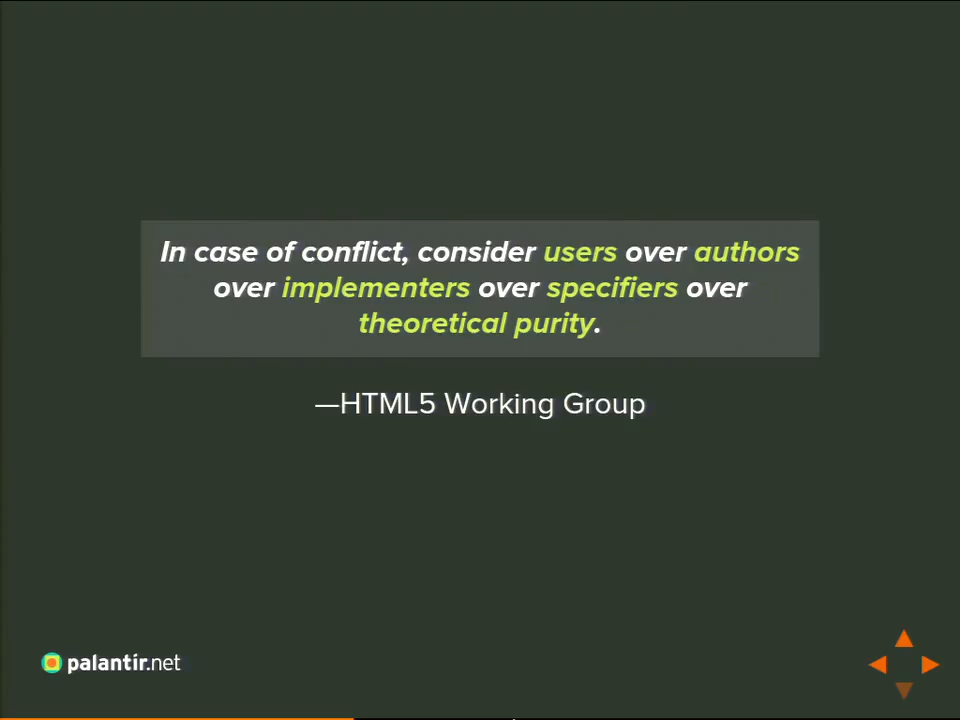 In case of conflict, consider users over authors
over implementers over specifiers over
theoretical purity.
—HTML5 Working Group
palantir.net